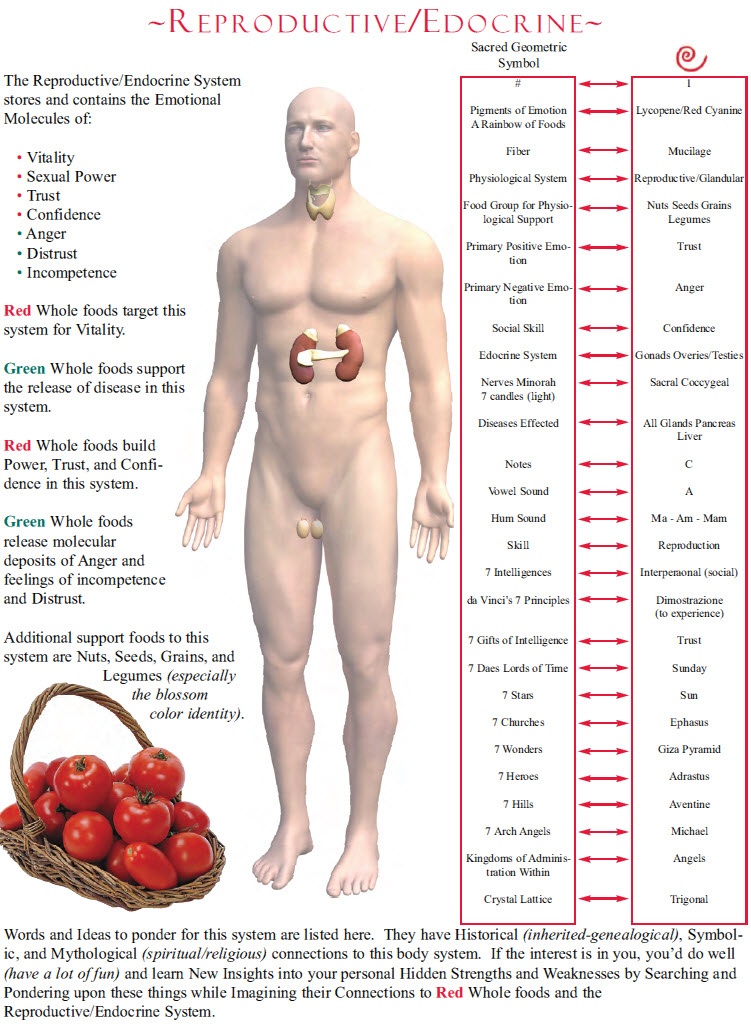 ~REPRODUCTIVE/EDOCRINE~
The Reproductive/Endocrine System
stores and contains the Emotional
Molecules of:
• Vitality
• Sexual Power
• Trust
• Confidence
• Anger
• Distrust
• Incompetence
Red Whole foods target this
system for Vitality.
Green Whole foods support
the release of disease in this
system.
Red Whole foods build
Power, Trust, and Confi-
dence in this system.
Green Whole foods
release molecular
deposits of Anger and
feelings of incompetence
and Distrust.
Additional support foods to this
system are Nuts, Seeds, Grains, and
Legumes (especially
the blossom
color identity).
Sacred Geometric
Symbol
# 1
Pigments of Emotion Lycopene/Red Cyanine
A Rainbow of Foods
Fiber Mucilage
Physiological System Reproductive/Glandular
Food Group for Physio- Nuts Seeds Grains
logical Support Legumes
Primary Positive Emo- Trust
tion
Primary Negative Emo- Anger
tion
Social Skill Confidence
Edocrine System Gonads Overies/Testies
Nerves Minorah Sacral Coccygeal
7 candles (light)
Diseases Effected All Glands Pancreas
Liver
Notes C
Vowel Sound A
Hum Sound Ma - Am - Mam
Skill Reproduction
7 Intelligences Interpemonal (social)
da Vinci's 7 Principles Dimostrazione
(to experience)
7 Gifts of Intelligence Trust
7 Daes Lords of Time Sunday
7 Stars Sun
7 Churches Ephasus
7 Wonders Giza Pyramid
7 Heroes Adrastus
7 Hills Aventine
7 Arch Angels Michael
Kingdoms of Adminis- Angels
tration Within
Crystal Lattice Trigonal
Words and Ideas to ponder for this system are listed here. They have Historical (inherited-genealogical), Symbol-
ic, and Mythological (spiritual/religious) connections to this body system. If the interest is in you, you'd do well
(have a lot of fun) and learn New Insights into your personal Hidden Strengths and Weaknesses by Searching and
Pondering upon these things while Imagining their Connections to Red Whole foods and the
Reproductive/Endocrine System.